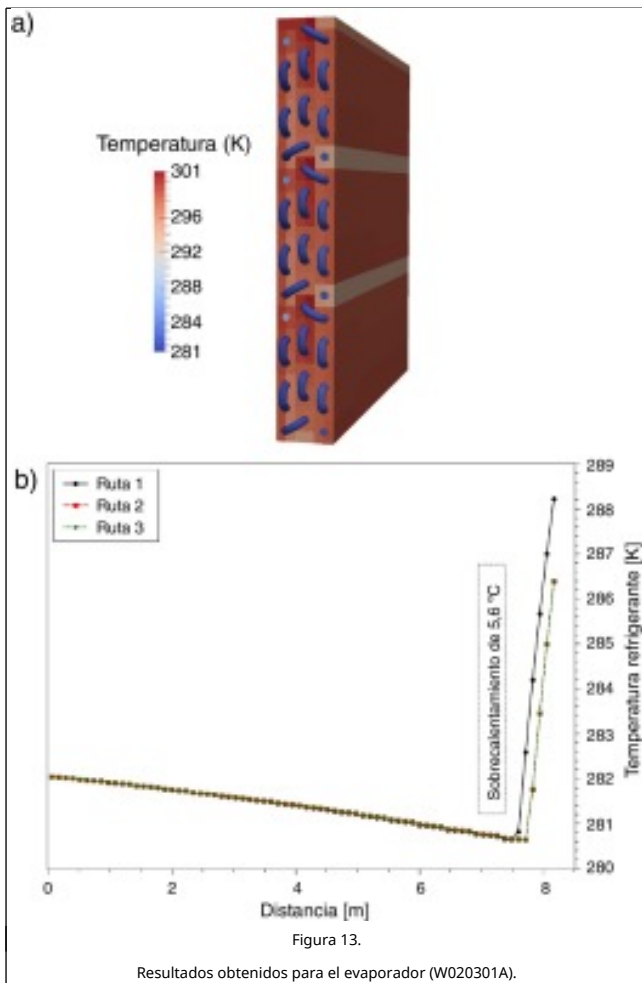 a)
Temperatura (K)
301
296
292
288
284
281
b)
Ruta 1
Ruta 2
Ruta 3
Sobrecalentamiento de 5,6 ºC
289
288
287
286
285
284
283
282
281
280
Temperatura refrigerante [K]
0 2 4 6 8
Distancia [m]
Figura 13.
Resultados obtenidos para el evaporador (W020301A).